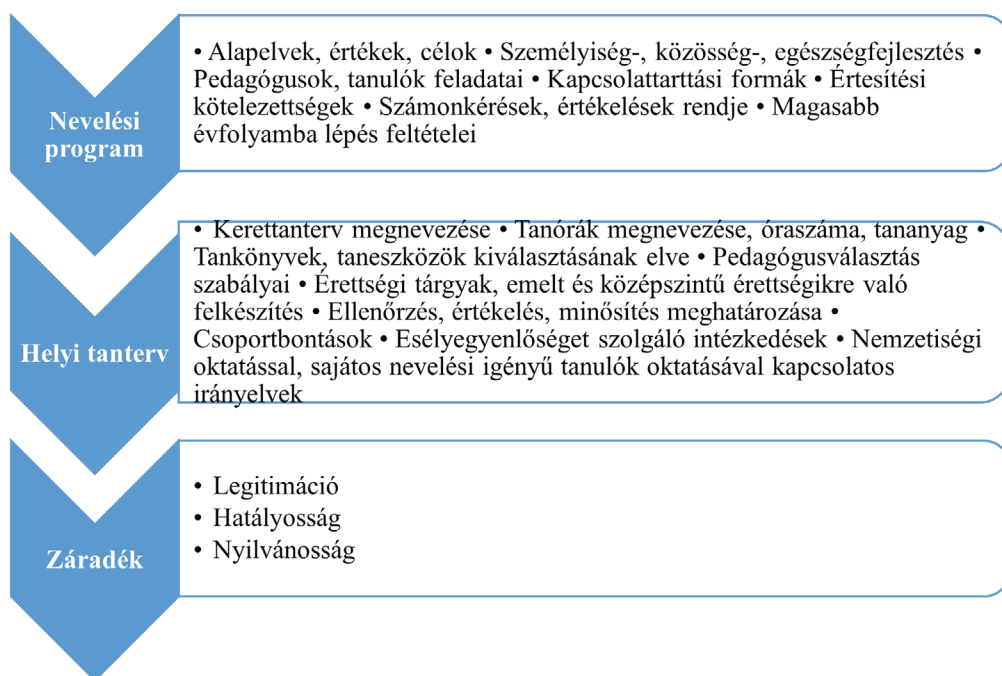 Nevelési
program
• Alapelvek, értékek, célok • Személyiség-, közösség-, egészségfejlesztés •
Pedagógusok, tanulók feladatai • Kapcsolattarttási formák • Értesítési
kötelezettségek • Számonkérések, értékelések rendje • Magasabb
évfolyamba lépés feltételei
Helyi tanterv
• Kerettanterv megnevezése • Tanórák megnevezése, óraszáma, tananyag •
Tankönyvek, taneszközök kiválasztásának elve • Pedagógusválasztás
szabályai • Érettségi tárgyak, emelt és középszintű érettségikre való
felkészítés • Ellenőrzés, értékelés, minősítés meghatározása •
Csoportbontások • Esélyegyenlőséget szolgáló intézkedések • Nemzetiségi
oktatással, sajátos nevelési igényű tanulók oktatásával kapcsolatos
irányelvek
Záradék
• Legitimáció
• Hatályosság
• Nyilvánosság